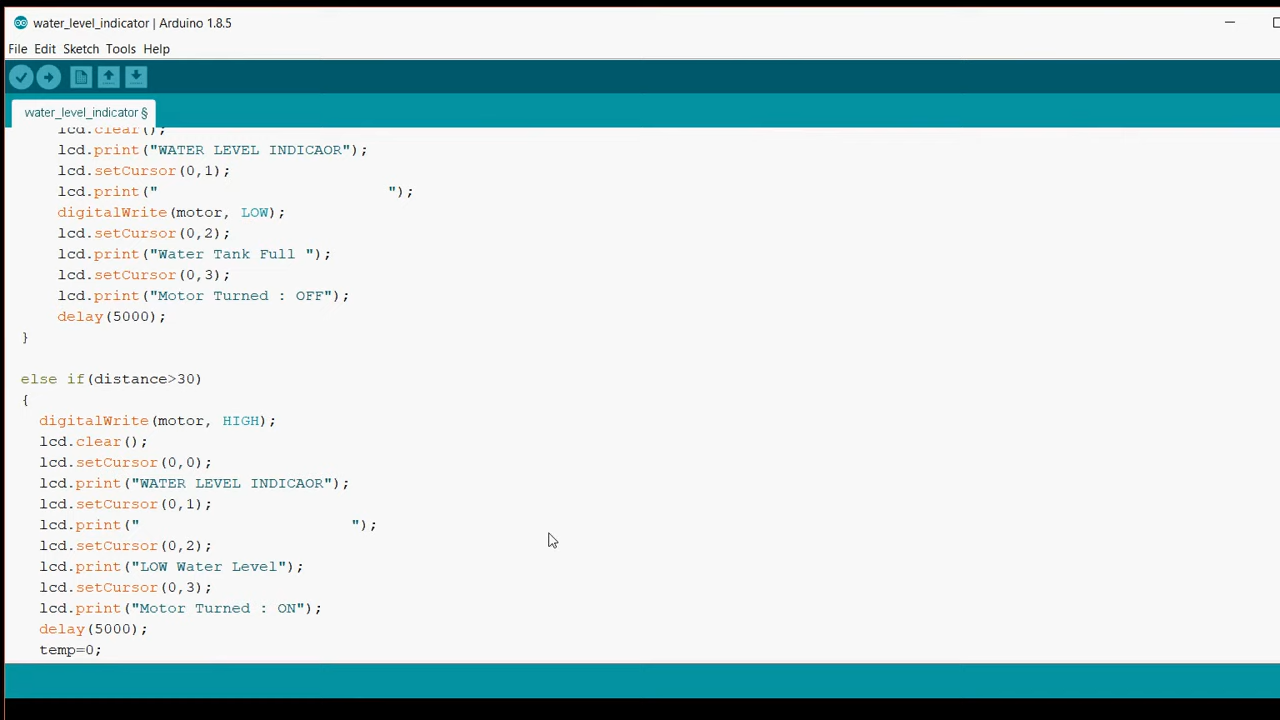 water_level_indicator | Arduino 1.8.5
File Edit Sketch Tools Help
water_level_indicator §
lcd.clear();
lcd.print("WATER LEVEL INDICAOR");
lcd.setCursor(0,1);
lcd.print("                         ");
digitalWrite(motor, LOW);
lcd.setCursor(0,2);
lcd.print("Water Tank Full ");
lcd.setCursor(0,3);
lcd.print("Motor Turned : OFF");
delay(5000);
}
else if(distance>30)
{
digitalWrite(motor, HIGH);
lcd.clear();
lcd.setCursor(0,0);
lcd.print("WATER LEVEL INDICAOR");
lcd.setCursor(0,1);
lcd.print("                       ");
lcd.setCursor(0,2);
lcd.print("LOW Water Level");
lcd.setCursor(0,3);
lcd.print("Motor Turned : ON");
delay(5000);
temp=0;